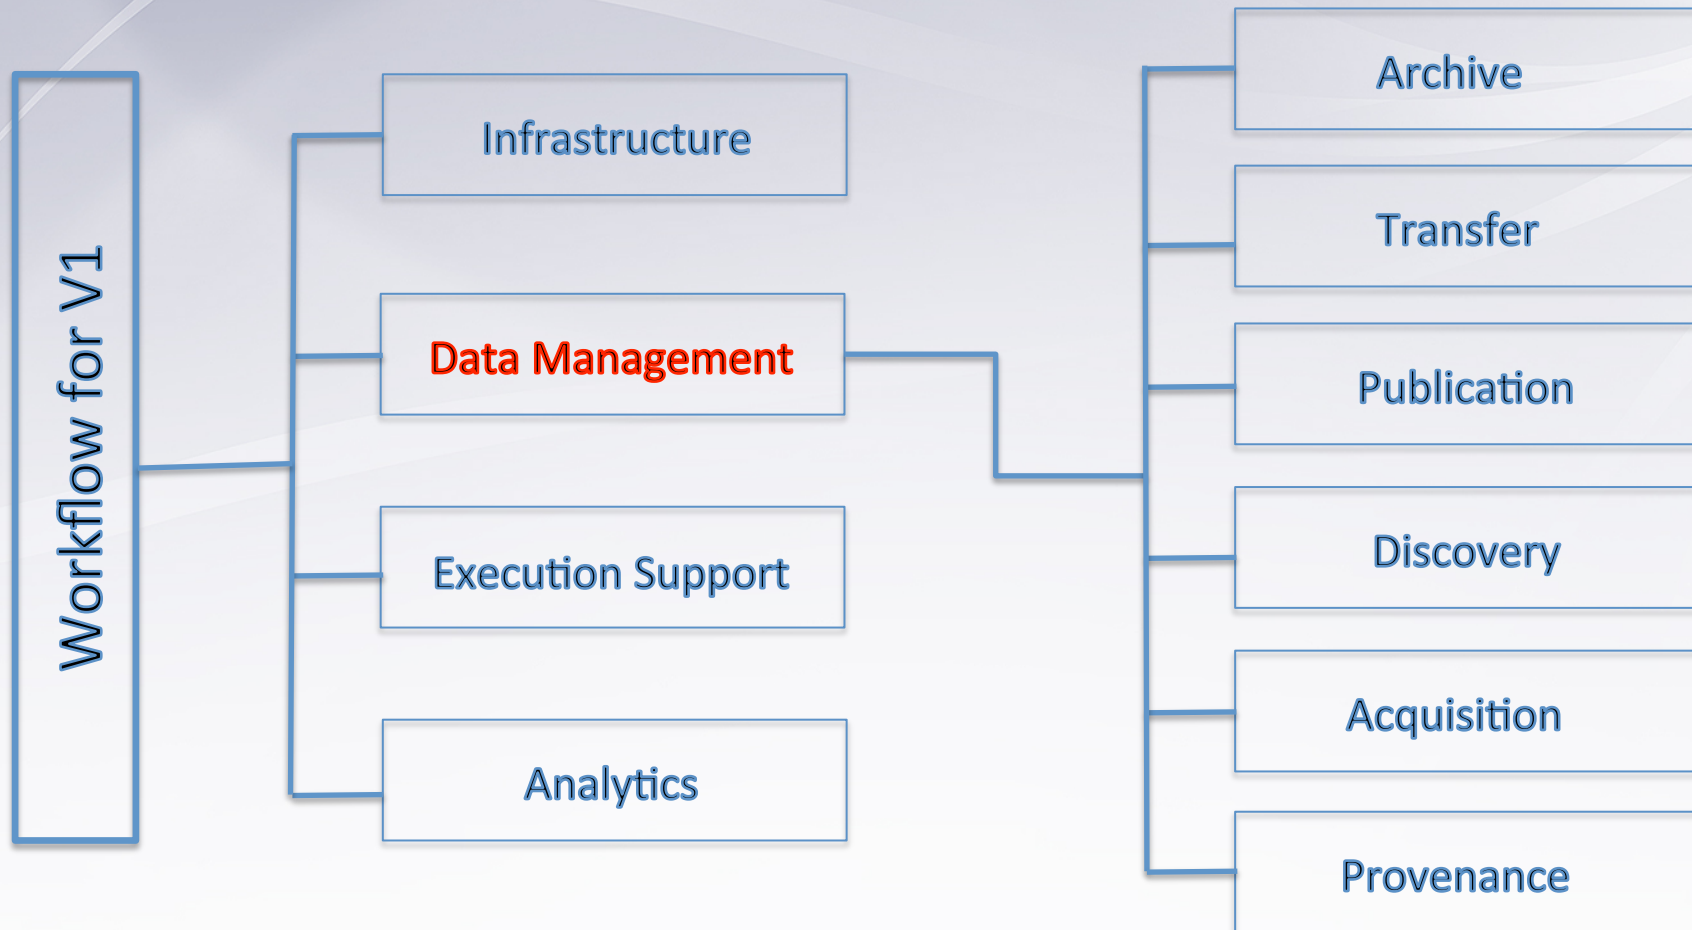 Workflow for V1
Infrastructure
Data Management
Execution Support
Analytics
Archive
Transfer
Publication
Discovery
Acquisition
Provenance